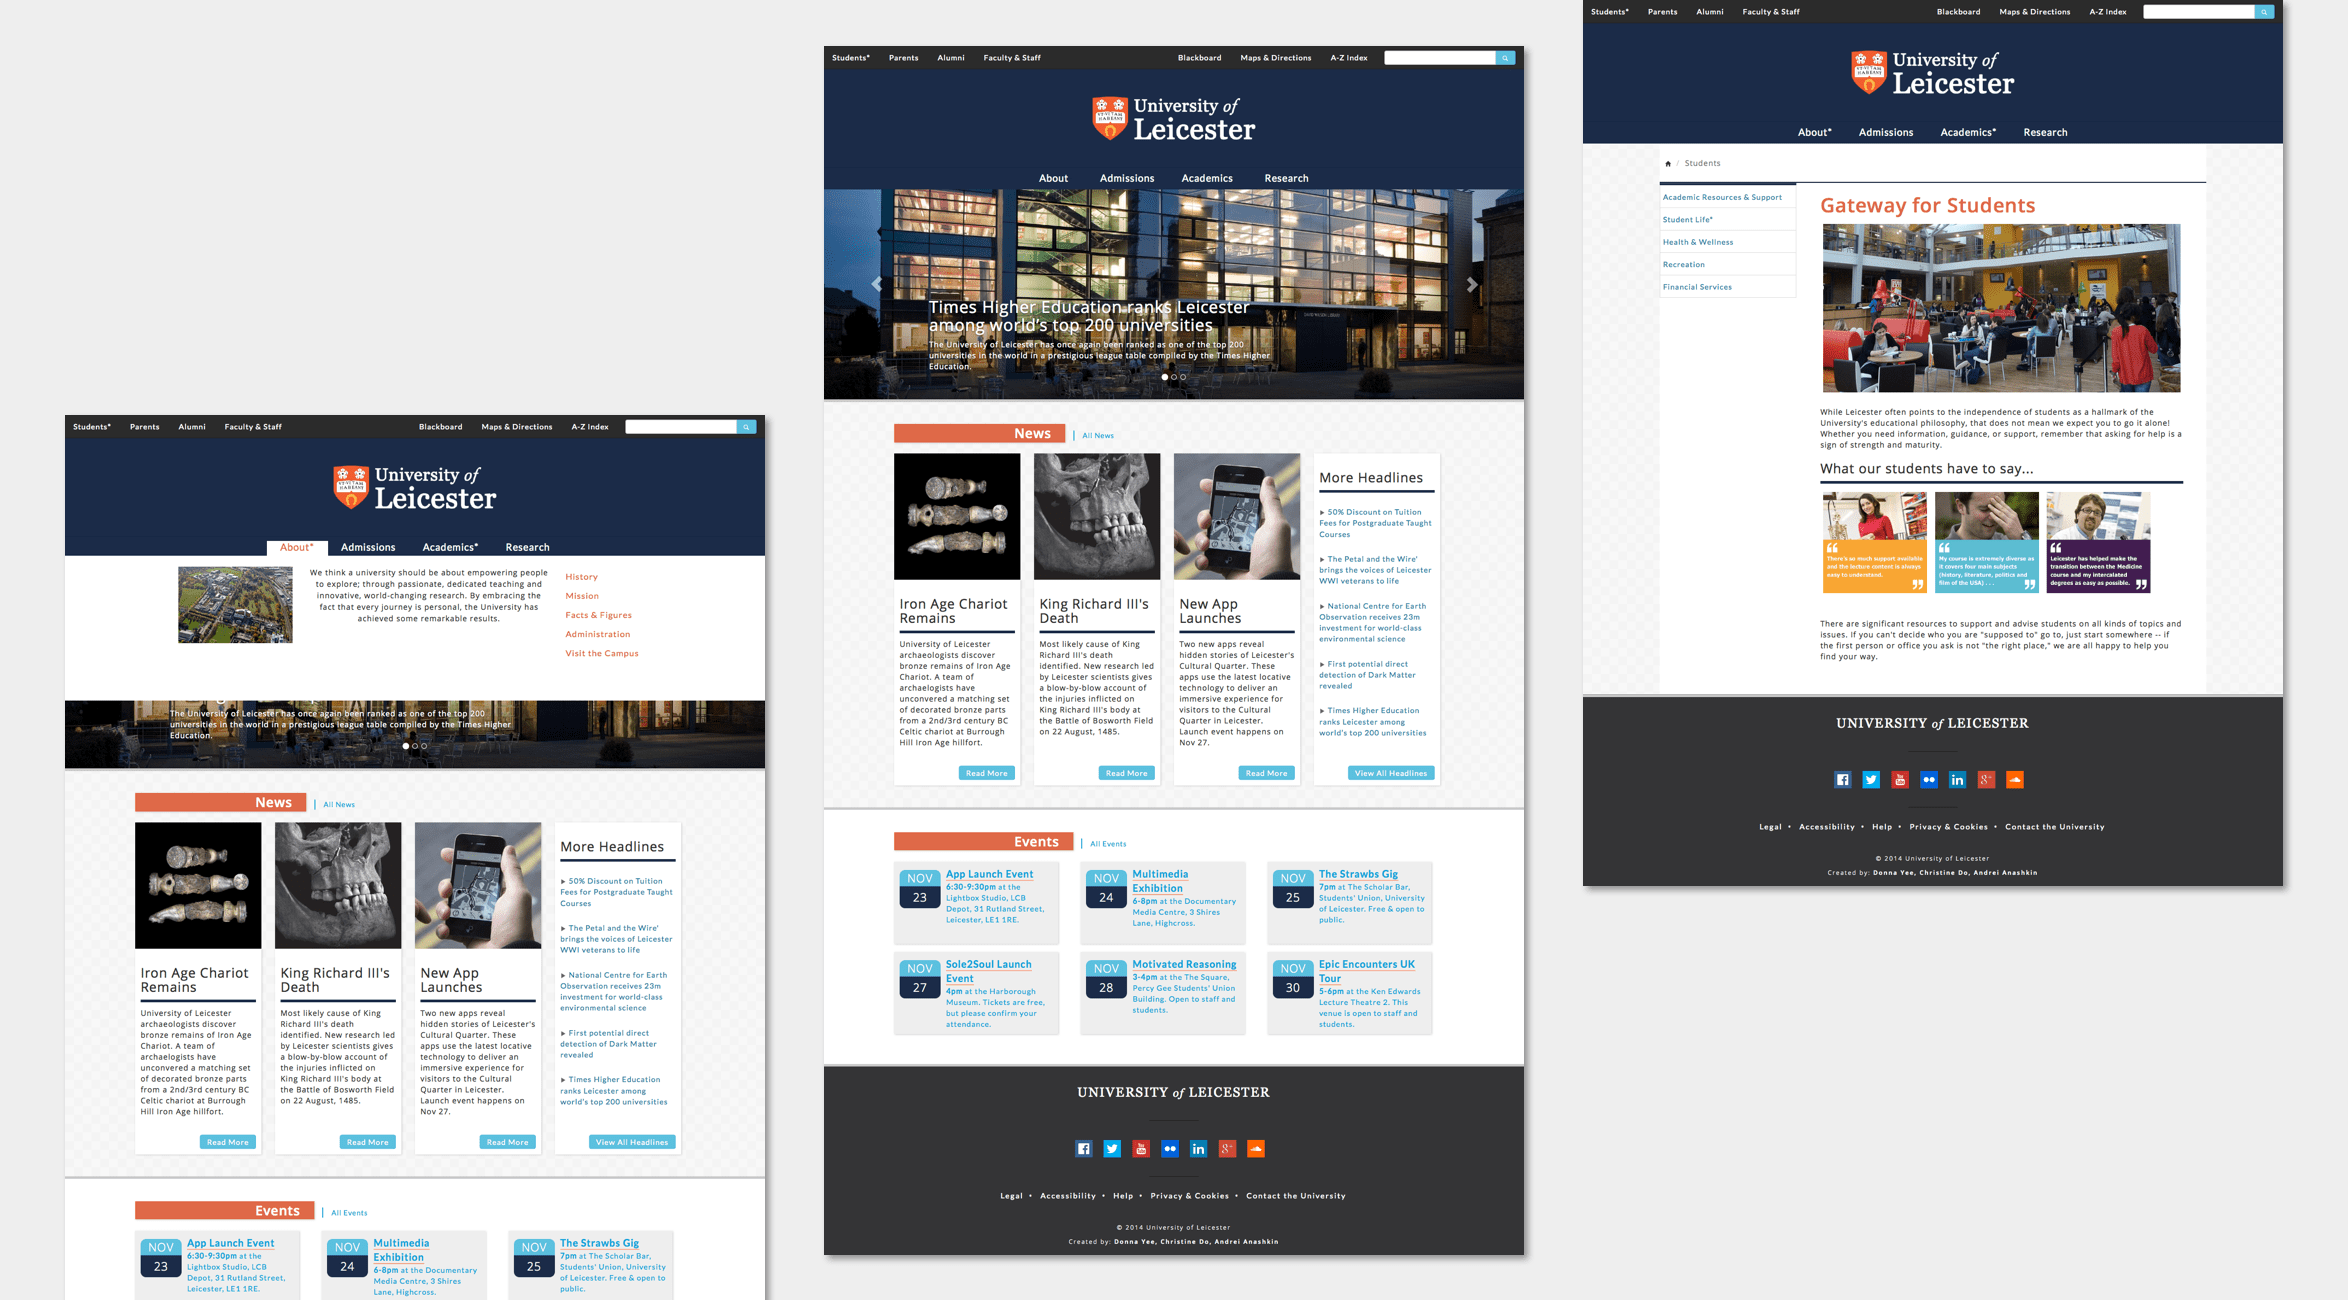 Students* Parents Alumni Faculty & Staff Blackboard Maps & Directions A-Z Index
University of
Leicester
About* Admissions Academics* Research
We think a university should be about empowering people
to explore; through passionate, dedicated teaching and
innovative, world-changing research. By embracing the
fact that every journey is personal, the University has
achieved some remarkable results.
History
Mission
Facts & Figures
Administration
Visit the Campus
The University of Leicester has once again been ranked as one of the top 200
universities in the world in a prestigious league table compiled by the Times Higher
Education.
News | All News
Iron Age Chariot
Remains
University of Leicester
archaeologists discover
bronze remains of Iron Age
Chariot. A team of
archaelogists have
unconvered a matching set
of decorated bronze parts
from a 2nd/3rd century BC
Celtic chariot at Burrough
Hill Iron Age hillfort.
Read More
King Richard III's
Death
Most likely cause of King
Richard III's death
identified. New research led
by Leicester scientists gives
a blow-by-blow account of
the injuries inflicted on
King Richard III's body at
the Battle of Bosworth Field
on 22 August, 1485.
Read More
New App
Launches
Two new apps reveal
hidden stories of Leicester's
Cultural Quarter. These
apps use the latest locative
technology to deliver an
immersive experience for
visitors to the Cultural
Quarter in Leicester.
Launch event happens on
Nov 27.
Read More
More Headlines
50% Discount on Tuition
Fees for Postgraduate Taught
Courses
The Petal and the Wire'
brings the voices of Leicester
WWI veterans to life
National Centre for Earth
Observation receives 23m
investment for world-class
environmental science
First potential direct
detection of Dark Matter
revealed
Times Higher Education
ranks Leicester among
world's top 200 universities
View All Headlines
Events | All Events
NOV
23
App Launch Event
6:30-9:30pm at the
Lightbox Studio, LCB
Depot, 31 Rutland Street,
Leicester, LE1 1RE.
NOV
24
Multimedia
Exhibition
6-8pm at the Documentary
Media Centre, 3 Shires
Lane, Highcross.
NOV
25
The Strawbs Gig
7pm at The Scholar Bar,
Students' Union, University
of Leicester. Free & open to
public.
Students* Parents Alumni Faculty & Staff Blackboard Maps & Directions A-Z Index
University of
Leicester
About Admissions Academics Research
Times Higher Education ranks Leicester
among world's top 200 universities
The University of Leicester has once again been ranked as one of the top 200
universities in the world in a prestigious league table compiled by the Times Higher
Education.
News | All News
Iron Age Chariot
Remains
University of Leicester
archaeologists discover
bronze remains of Iron Age
Chariot. A team of
archaelogists have
unconvered a matching set
of decorated bronze parts
from a 2nd/3rd century BC
Celtic chariot at Burrough
Hill Iron Age hillfort.
Read More
King Richard III's
Death
Most likely cause of King
Richard III's death
identified. New research led
by Leicester scientists gives
a blow-by-blow account of
the injuries inflicted on
King Richard III's body at
the Battle of Bosworth Field
on 22 August, 1485.
Read More
New App
Launches
Two new apps reveal
hidden stories of Leicester's
Cultural Quarter. These
apps use the latest locative
technology to deliver an
immersive experience for
visitors to the Cultural
Quarter in Leicester.
Launch event happens on
Nov 27.
Read More
More Headlines
50% Discount on Tuition
Fees for Postgraduate Taught
Courses
The Petal and the Wire'
brings the voices of Leicester
WWI veterans to life
National Centre for Earth
Observation receives 23m
investment for world-class
environmental science
First potential direct
detection of Dark Matter
revealed
Times Higher Education
ranks Leicester among
world's top 200 universities
View All Headlines
Events | All Events
NOV
23
App Launch Event
6:30-9:30pm at the
Lightbox Studio, LCB
Depot, 31 Rutland Street,
Leicester, LE1 1RE.
NOV
24
Multimedia
Exhibition
6-8pm at the Documentary
Media Centre, 3 Shires
Lane, Highcross.
NOV
25
The Strawbs Gig
7pm at The Scholar Bar,
Students' Union, University
of Leicester. Free & open to
public.
NOV
27
Sole2Soul Launch
Event
4pm at the Harborough
Museum. Tickets are free,
but please confirm your
attendance.
NOV
28
Motivated Reasoning
3-4pm at the The Square,
Percy Gee Students' Union
Building. Open to staff and
students.
NOV
30
Epic Encounters UK
Tour
5-6pm at the Ken Edwards
Lecture Theatre 2. This
venue is open to staff and
students.
UNIVERSITY of LEICESTER
Legal • Accessibility • Help • Privacy & Cookies • Contact the University
© 2014 University of Leicester
Created by: Donna Yee, Christine Do, Andrei Anashkin
Students* Parents Alumni Faculty & Staff Blackboard Maps & Directions A-Z Index
University of
Leicester
About* Admissions Academics* Research
/ Students
Academic Resources & Support
Student Life*
Health & Wellness
Recreation
Financial Services
Gateway for Students
While Leicester often points to the independence of students as a hallmark of the
University's educational philosophy, that does not mean we expect you to go it alone!
Whether you need information, guidance, or support, remember that asking for help is a
sign of strength and maturity.
What our students have to say...
There's so much support available
and the lecture content is always
easy to understand.
My course is extremely diverse as
it covers four main subjects
(history, literature, politics and
film of the USA) . . .
Leicester has helped make the
transition between the Medicine
course and my intercalated
degrees as easy as possible.
There are significant resources to support and advise students on all kinds of topics and
issues. If you can't decide who you are "supposed to" go to, just start somewhere -- if
the first person or office you ask is not "the right place," we are all happy to help you
find your way.
UNIVERSITY of LEICESTER
Legal • Accessibility • Help • Privacy & Cookies • Contact the University
© 2014 University of Leicester
Created by: Donna Yee, Christine Do, Andrei Anashkin